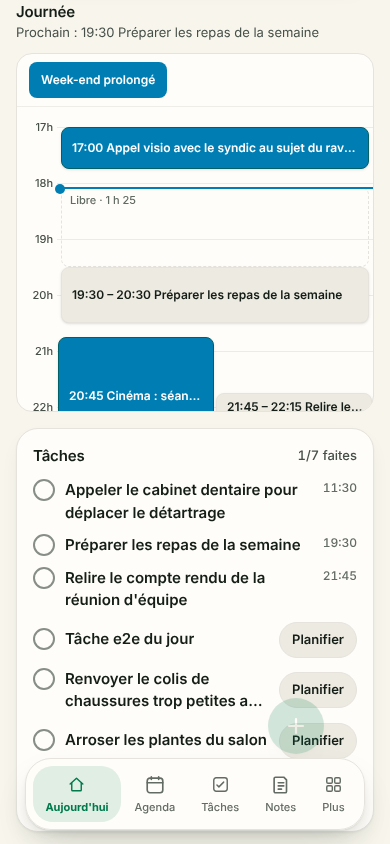 Journée
Prochain : 19:30 Préparer les repas de la semaine
Week-end prolongé
17h
17:00 Appel visio avec le syndic au sujet du rav…
18h
Libre · 1 h 25
19h
20h
19:30 – 20:30 Préparer les repas de la semaine
21h
20:45 Cinéma : séan…
22h
21:45 – 22:15 Relire le…
Tâches
1/7 faites
Appeler le cabinet dentaire pour
déplacer le détartrage
11:30
Préparer les repas de la semaine
19:30
Relire le compte rendu de la
réunion d'équipe
21:45
Tâche e2e du jour
Planifier
Renvoyer le colis de
chaussures trop petites a…
Planifier
Arroser les plantes du salon
Planifier
Aujourd'hui
Agenda
Tâches
Notes
Plus